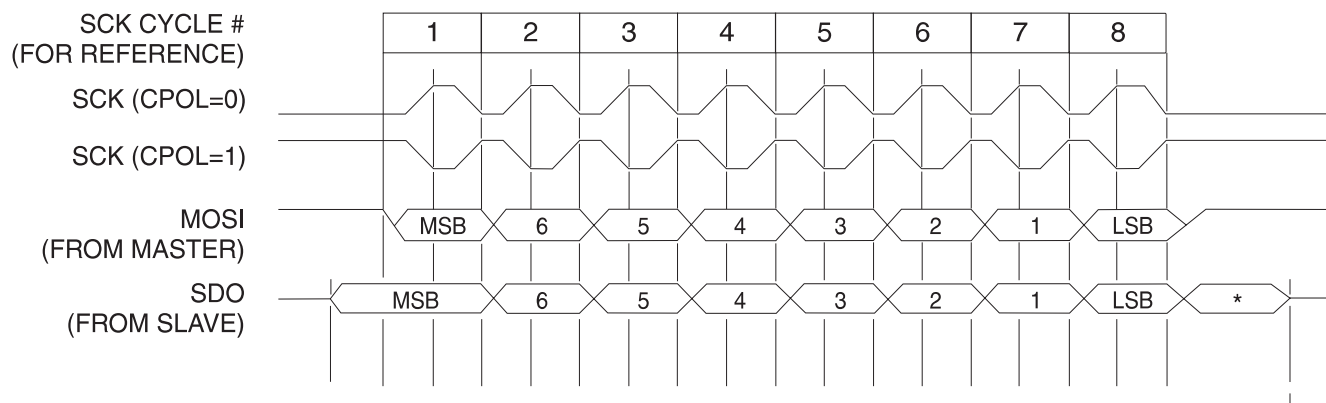 SCK CYCLE #
(FOR REFERENCE)
1 2 3 4 5 6 7 8
SCK (CPOL=0)
SCK (CPOL=1)
MOSI
(FROM MASTER)
MSB 6 5 4 3 2 1 LSB
SDO
(FROM SLAVE)
MSB 6 5 4 3 2 1 LSB *